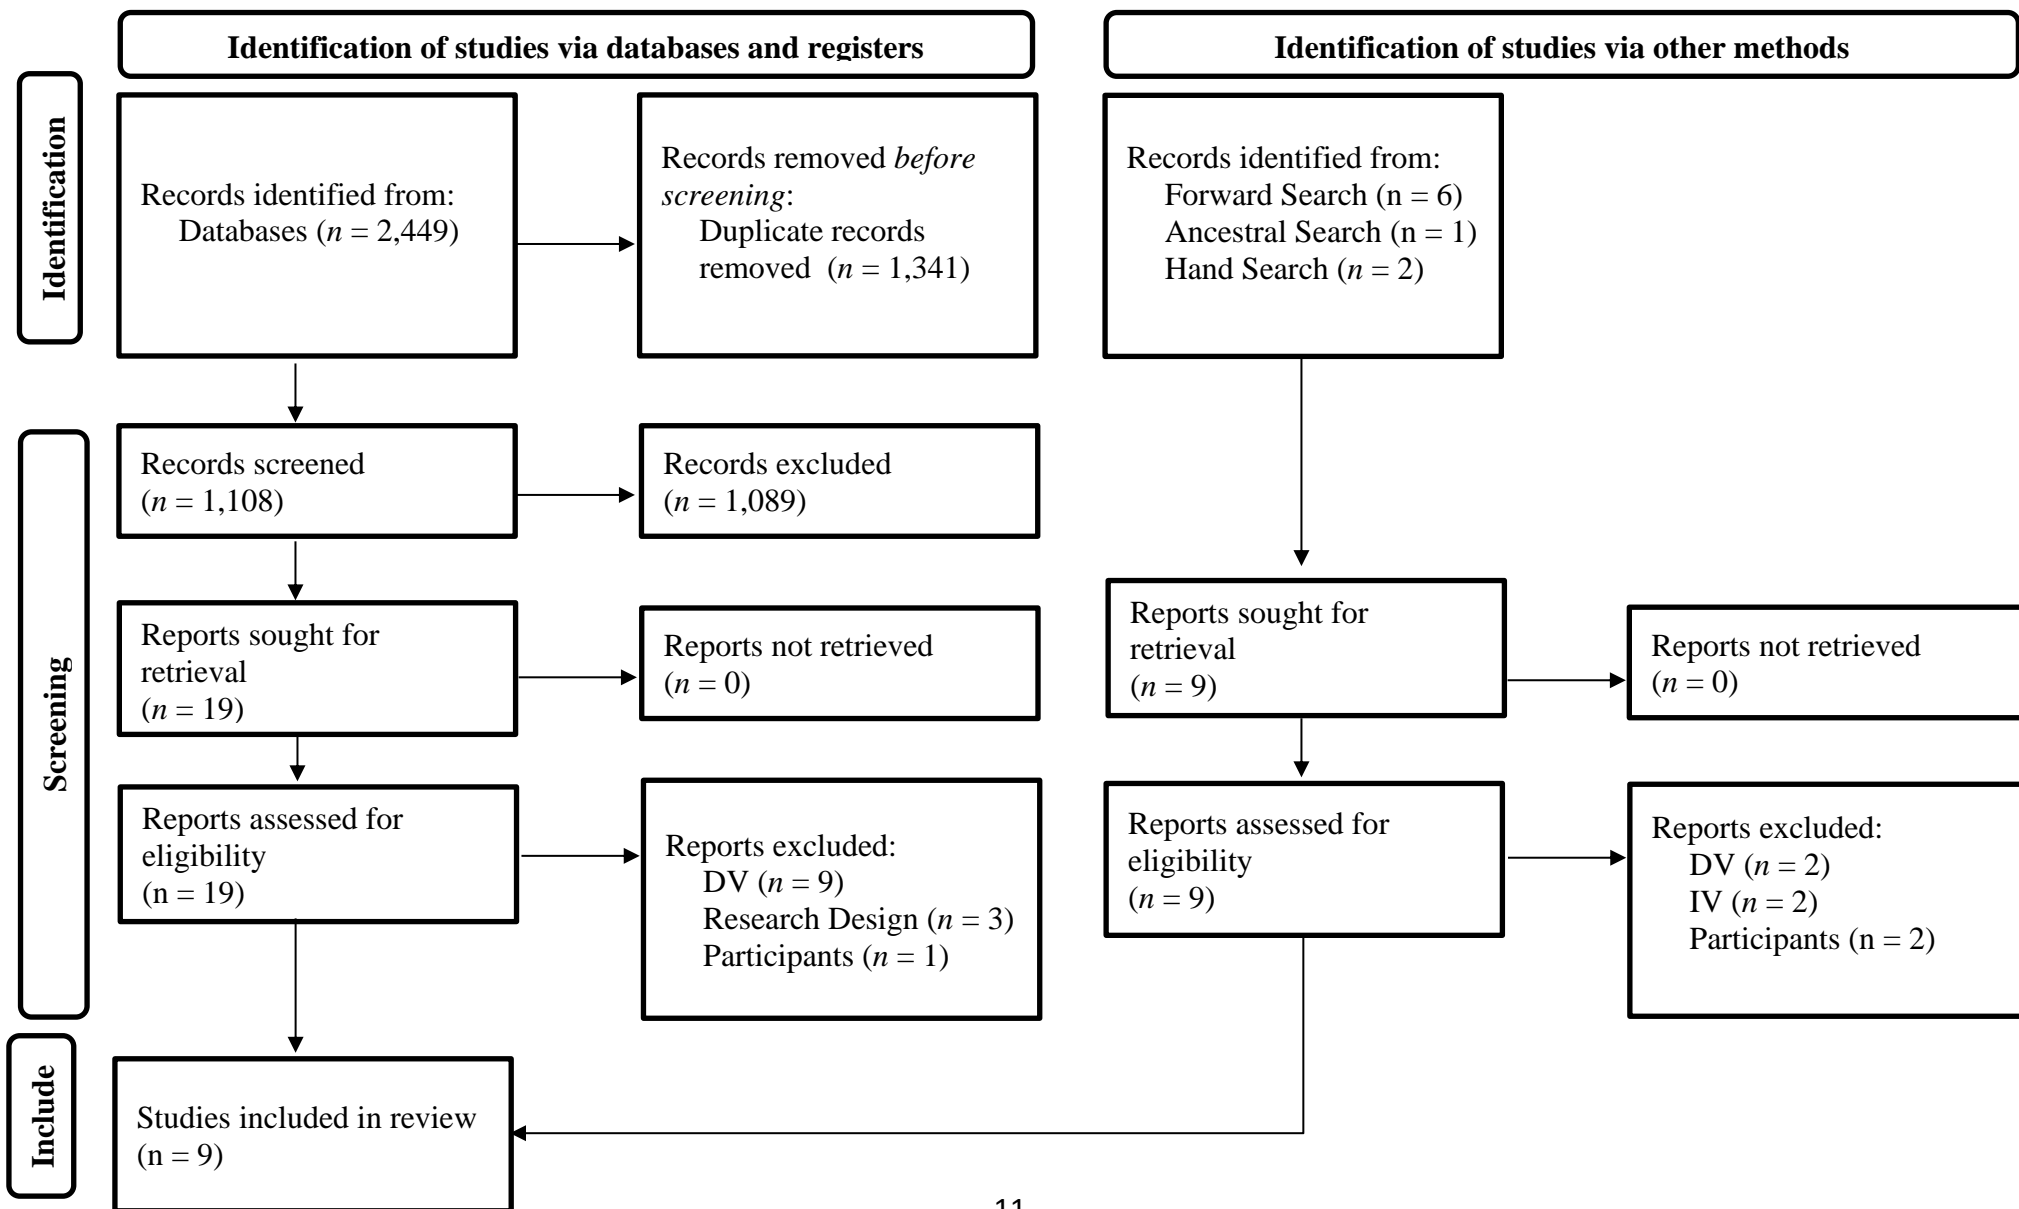 Identification of studies via databases and registers
Identification of studies via other methods
Identification
Records identified from:
Databases (n = 2,449)
Records removed before
screening:
Duplicate records
removed (n = 1,341)
Records identified from:
Forward Search (n = 6)
Ancestral Search (n = 1)
Hand Search (n = 2)
Screening
Records screened
(n = 1,108)
Records excluded
(n = 1,089)
Reports sought for
retrieval
(n = 19)
Reports not retrieved
(n = 0)
Reports sought for
retrieval
(n = 9)
Reports not retrieved
(n = 0)
Reports assessed for
eligibility
(n = 19)
Reports excluded:
DV (n = 9)
Research Design (n = 3)
Participants (n = 1)
Reports assessed for
eligibility
(n = 9)
Reports excluded:
DV (n = 2)
IV (n = 2)
Participants (n = 2)
Include
Studies included in review
(n = 9)
11